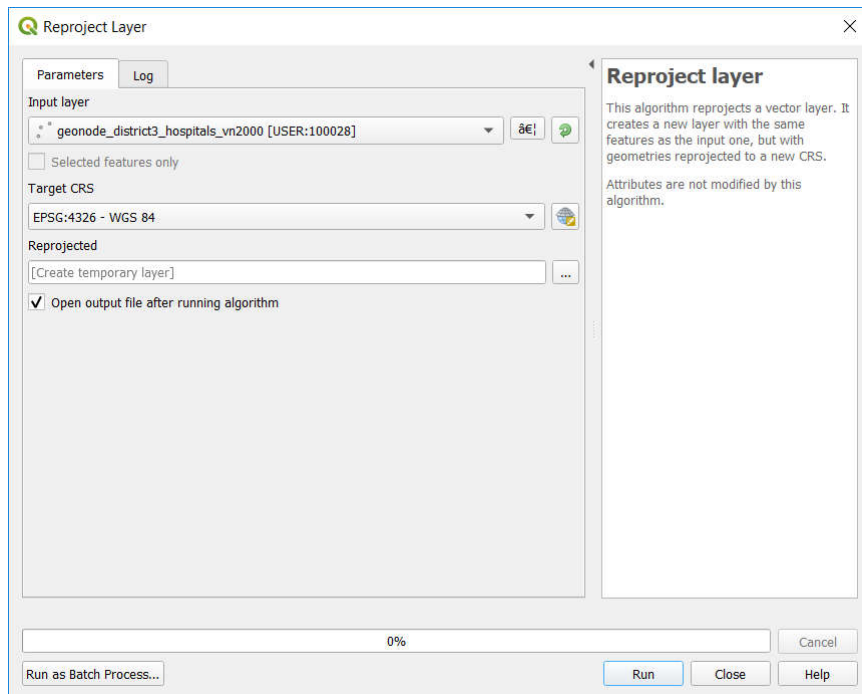 Reproject Layer
Parameters
Log
Input layer
geonode_district3_hospitals_vn2000 [USER:100028]
â€¦
Selected features only
Target CRS
EPSG:4326 - WGS 84
Reprojected
[Create temporary layer]
...
Open output file after running algorithm
Reproject layer
This algorithm reprojects a vector layer. It
creates a new layer with the same
features as the input one, but with
geometries reprojected to a new CRS.
Attributes are not modified by this
algorithm.
0%
Cancel
Run as Batch Process...
Run
Close
Help